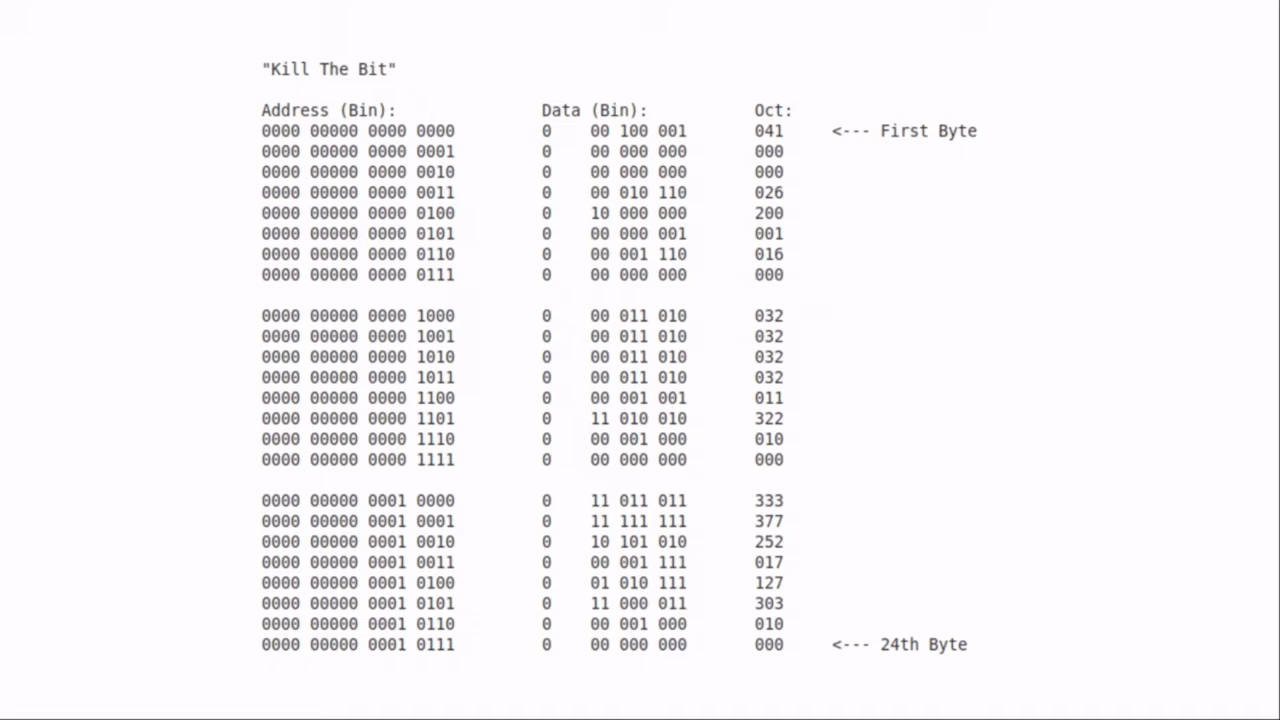 "Kill The Bit"
Address (Bin): Data (Bin): Oct:
0000 00000 0000 0000 0 00 100 001 041 <--- First Byte
0000 00000 0000 0001 0 00 000 000 000
0000 00000 0000 0010 0 00 000 000 000
0000 00000 0000 0011 0 00 010 110 026
0000 00000 0000 0100 0 10 000 000 200
0000 00000 0000 0101 0 00 000 001 001
0000 00000 0000 0110 0 00 001 110 016
0000 00000 0000 0111 0 00 000 000 000
0000 00000 0000 1000 0 00 011 010 032
0000 00000 0000 1001 0 00 011 010 032
0000 00000 0000 1010 0 00 011 010 032
0000 00000 0000 1011 0 00 011 010 032
0000 00000 0000 1100 0 00 001 001 011
0000 00000 0000 1101 0 11 010 010 322
0000 00000 0000 1110 0 00 001 000 010
0000 00000 0000 1111 0 00 000 000 000
0000 00000 0001 0000 0 11 011 011 333
0000 00000 0001 0001 0 11 111 111 377
0000 00000 0001 0010 0 10 101 010 252
0000 00000 0001 0011 0 00 001 111 017
0000 00000 0001 0100 0 01 010 111 127
0000 00000 0001 0101 0 11 000 011 303
0000 00000 0001 0110 0 00 001 000 010
0000 00000 0001 0111 0 00 000 000 000 <--- 24th Byte